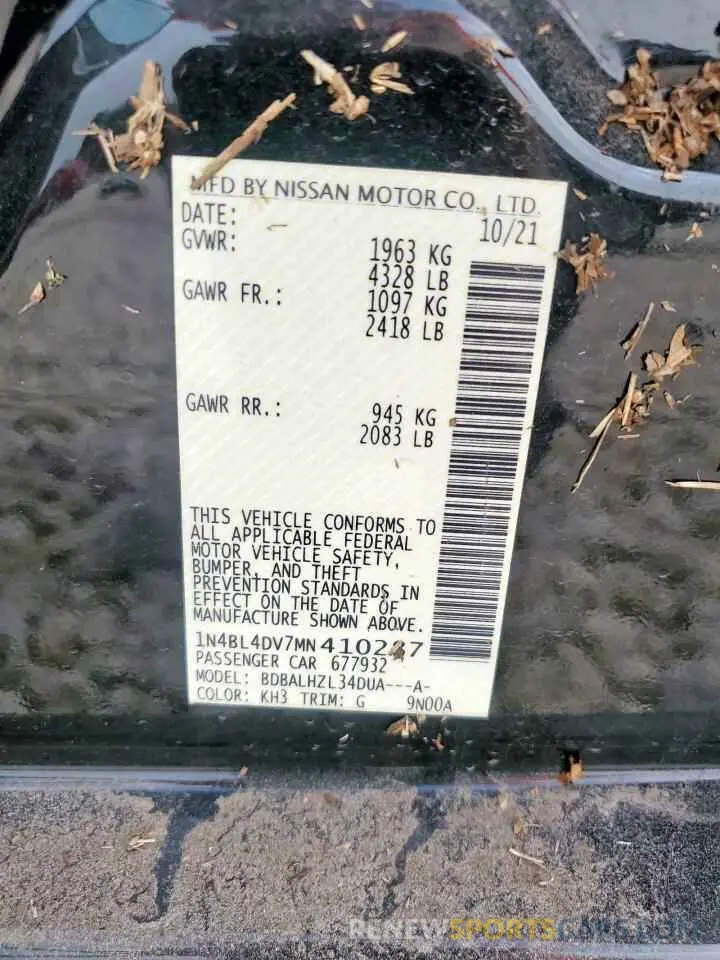 MFD BY NISSAN MOTOR CO., LTD.
DATE: 10/21
GVWR: 1963 KG
4328 LB
GAWR FR.: 1097 KG
2418 LB
GAWR RR.: 945 KG
2083 LB
THIS VEHICLE CONFORMS TO
ALL APPLICABLE FEDERAL
MOTOR VEHICLE SAFETY,
BUMPER, AND THEFT
PREVENTION STANDARDS IN
EFFECT ON THE DATE OF
MANUFACTURE SHOWN ABOVE.
PASSENGER CAR 677932
MODEL: BDBALHZL34DUA---A-
COLOR: KH3 TRIM: G 9N00A
RENEWSPORTSCARS.COM